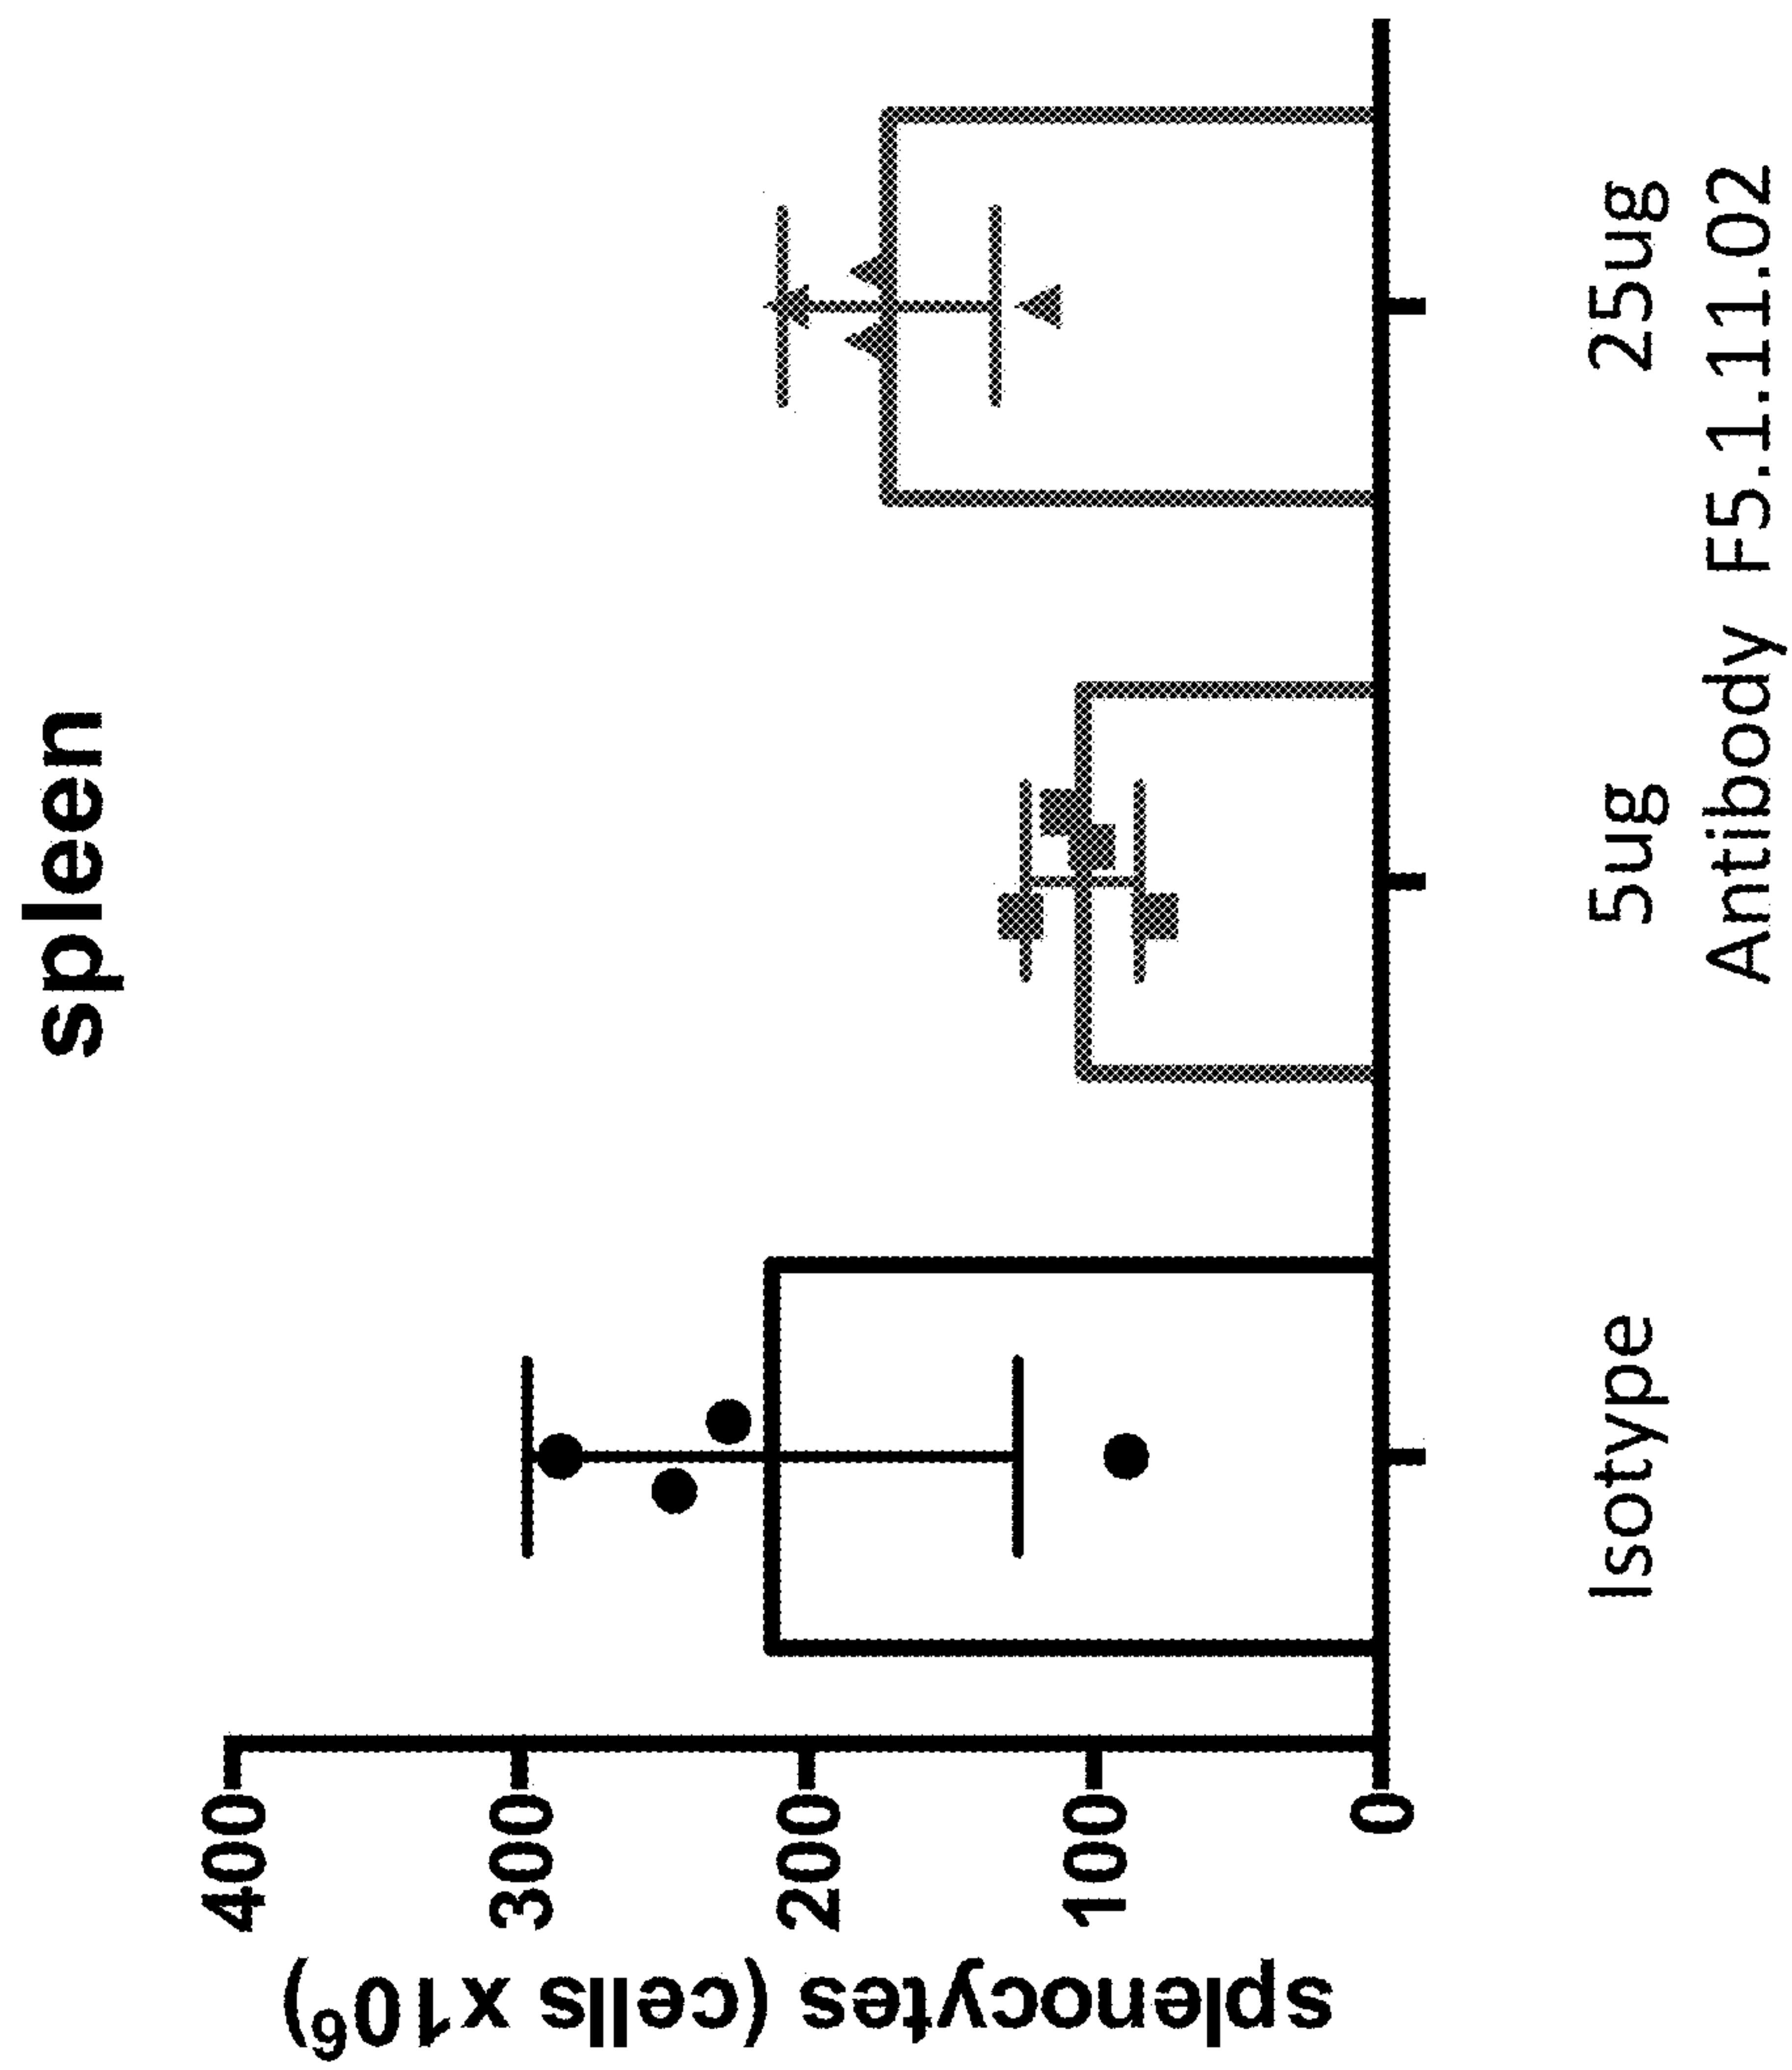 spleen
splenocytes (cells x10⁶)
400
300
200
100
0
Isotype
5ug
25ug
Antibody F5.1.11.02